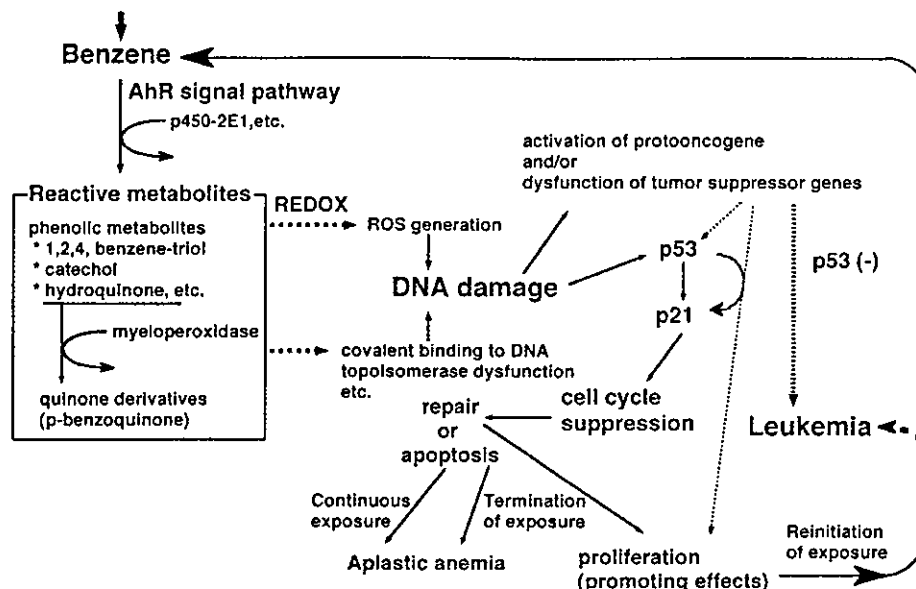 Benzene
AhR signal pathway
p450-2E1,etc.
Reactive metabolites
phenolic metabolites
* 1,2,4, benzene-triol
* catechol
* hydroquinone, etc.
myeloperoxidase
quinone derivatives
(p-benzoquinone)
REDOX
ROS generation
DNA damage
covalent binding to DNA
topoIsomerase dysfunction
etc.
activation of protooncogene
and/or
dysfunction of tumor suppressor genes
p53
p21
p53 (-)
cell cycle
suppression
repair
or
apoptosis
Leukemia
Continuous
exposure
Termination
of exposure
Aplastic anemia
proliferation
(promoting effects)
Reinitiation
of exposure